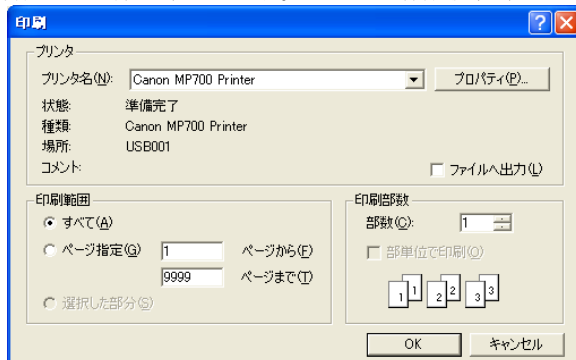 印刷
プリンタ
プリンタ名(N): Canon MP700 Printer プロパティ(P)...
状態: 準備完了
種類: Canon MP700 Printer
場所: USB001
コメント: ファイルへ出力(L)
印刷範囲
すべて(A)
ページ指定(G) 1 ページから(F)
9999 ページまで(T)
選択した部分(S)
印刷部数
部数(C): 1
部単位で印刷(O)
1 1 2 2 3 3
OK キャンセル